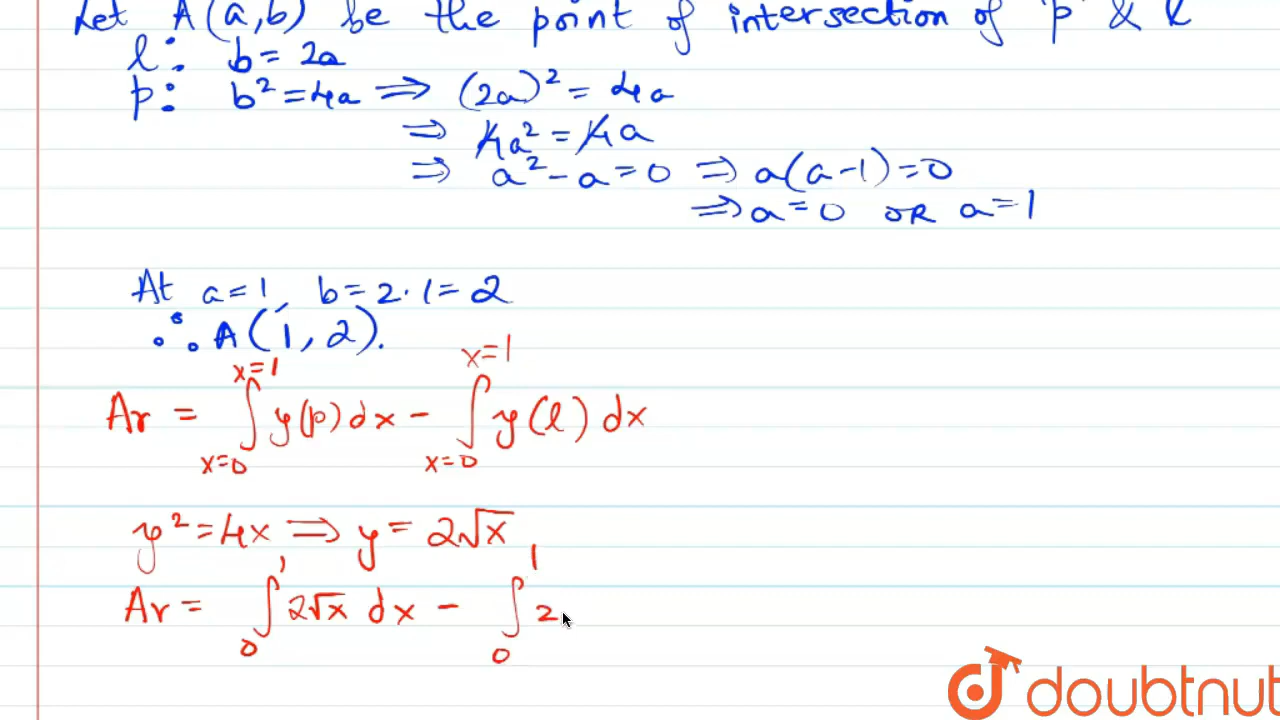 Let A(a,b) be the point of intersection of 'p' & l
l: b = 2a
p: b² = 4a ⇒ (2a)² = 4a
⇒ 4a² = 4a
⇒ a² - a = 0 ⇒ a(a-1) = 0
⇒ a = 0 OR a = 1
At a = 1, b = 2·1 = 2
∴ A(1, 2).
Ar = ∫_{x=0}^{x=1} y(p) dx - ∫_{x=0}^{x=1} y(l) dx
y² = 4x ⇒ y = 2√x
Ar = ∫_0^1 2√x dx - ∫_0^1 2
doubtnut